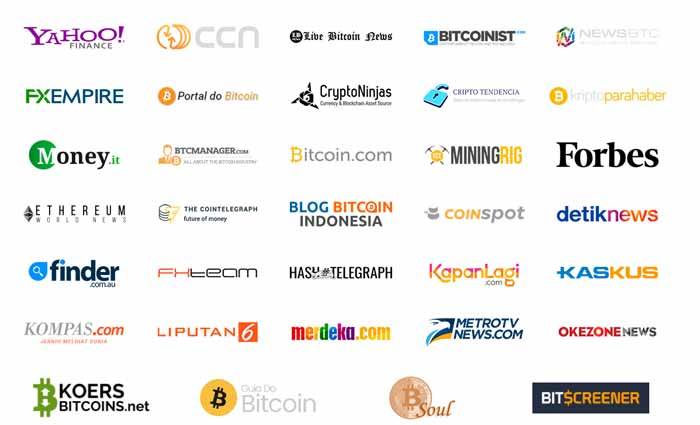 YAHOO!
FINANCE
CCN
Live Bitcoin News
BITCOINIST.COM
NEWSBTC
FXEMPIRE
Portal do Bitcoin
CryptoNinjas
Currency & Blockchain Asset Source
CRIPTO TENDENCIA
kriptoparahaber
Money.it
BTCMANAGER.COM
ALL ABOUT THE BITCOIN INDUSTRY
Bitcoin.com
MININGRIG
Forbes
ETHEREUM
WORLD NEWS
THE COINTELEGRAPH
future of money
BLOG BITCOIN
INDONESIA
COINSPOT
detiknews
finder
.com.au
FXTEAM
HASH#TELEGRAPH
KapanLagi
.com
KASKUS
KOMPAS.com
JERNIH MELIHAT DUNIA
LIPUTAN 6
merdeka.com
METROTV
NEWS.COM
OKEZONENEWS
KOERS
BITCOINS.net
Guia Do
Bitcoin
Soul
BIT$CREENER